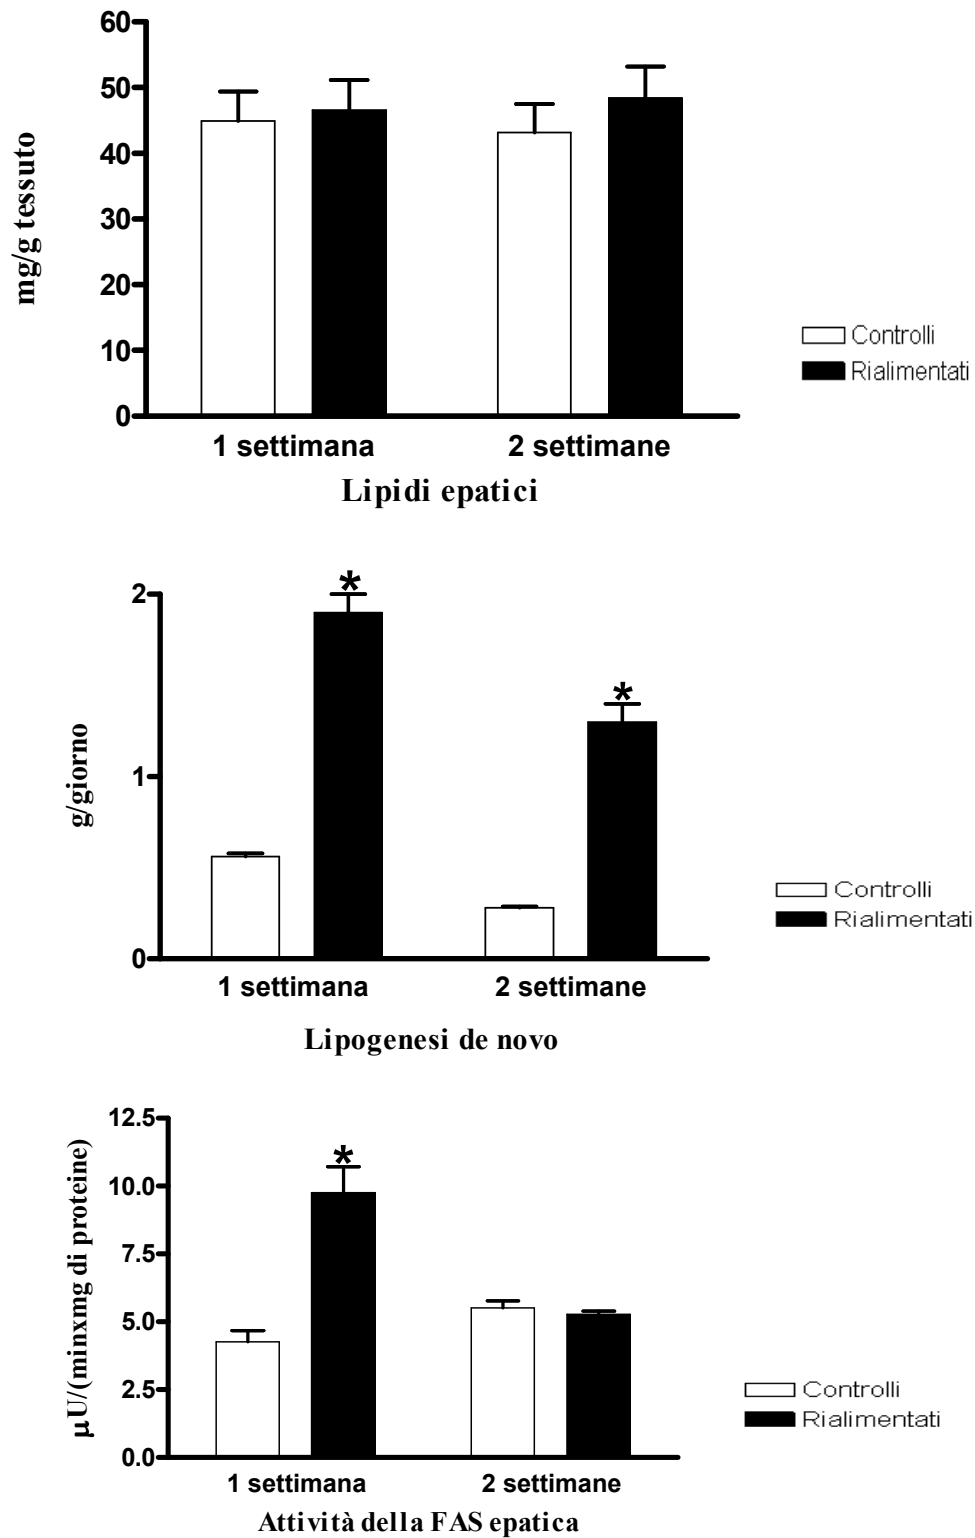 60
50
40
30
20
10
0
mg/g tessuto
1 settimana
2 settimane
Lipidi epatici
Controlli
Rialimentati
2
1
0
g/giorno
*
*
1 settimana
2 settimane
Lipogenesi de novo
Controlli
Rialimentati
12.5
10.0
7.5
5.0
2.5
0.0
µU/(minxmg di proteine)
*
1 settimana
2 settimane
Attività della FAS epatica
Controlli
Rialimentati